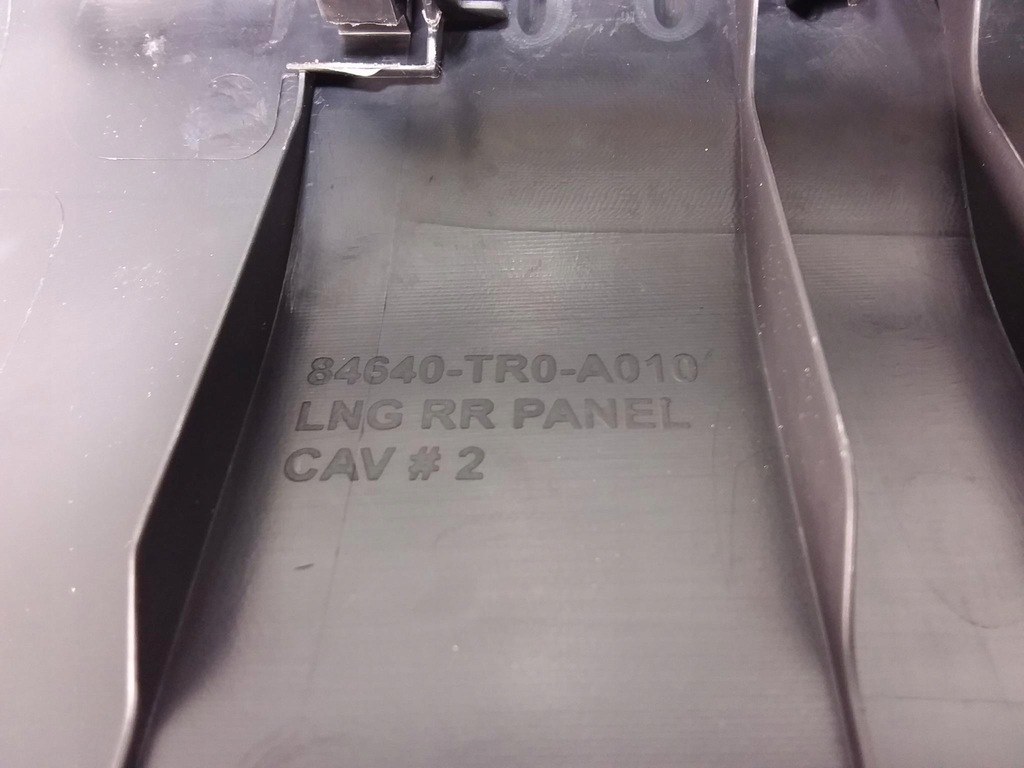 84640-TR0-A010
LNG RR PANEL
CAV # 2